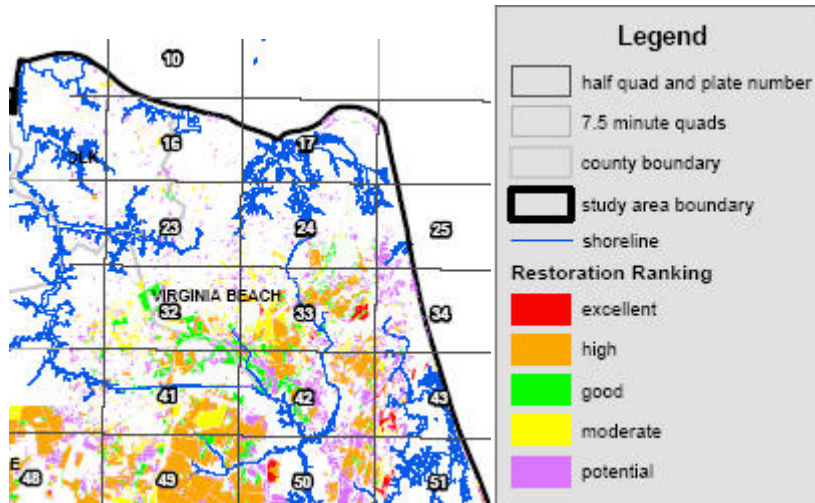 10
16
17
OLK
23
24
25
VIRGINIA BEACH
32
33
34
41
42
43
E
48
49
50
51
Legend
half quad and plate number
7.5 minute quads
county boundary
study area boundary
shoreline
Restoration Ranking
excellent
high
good
moderate
potential